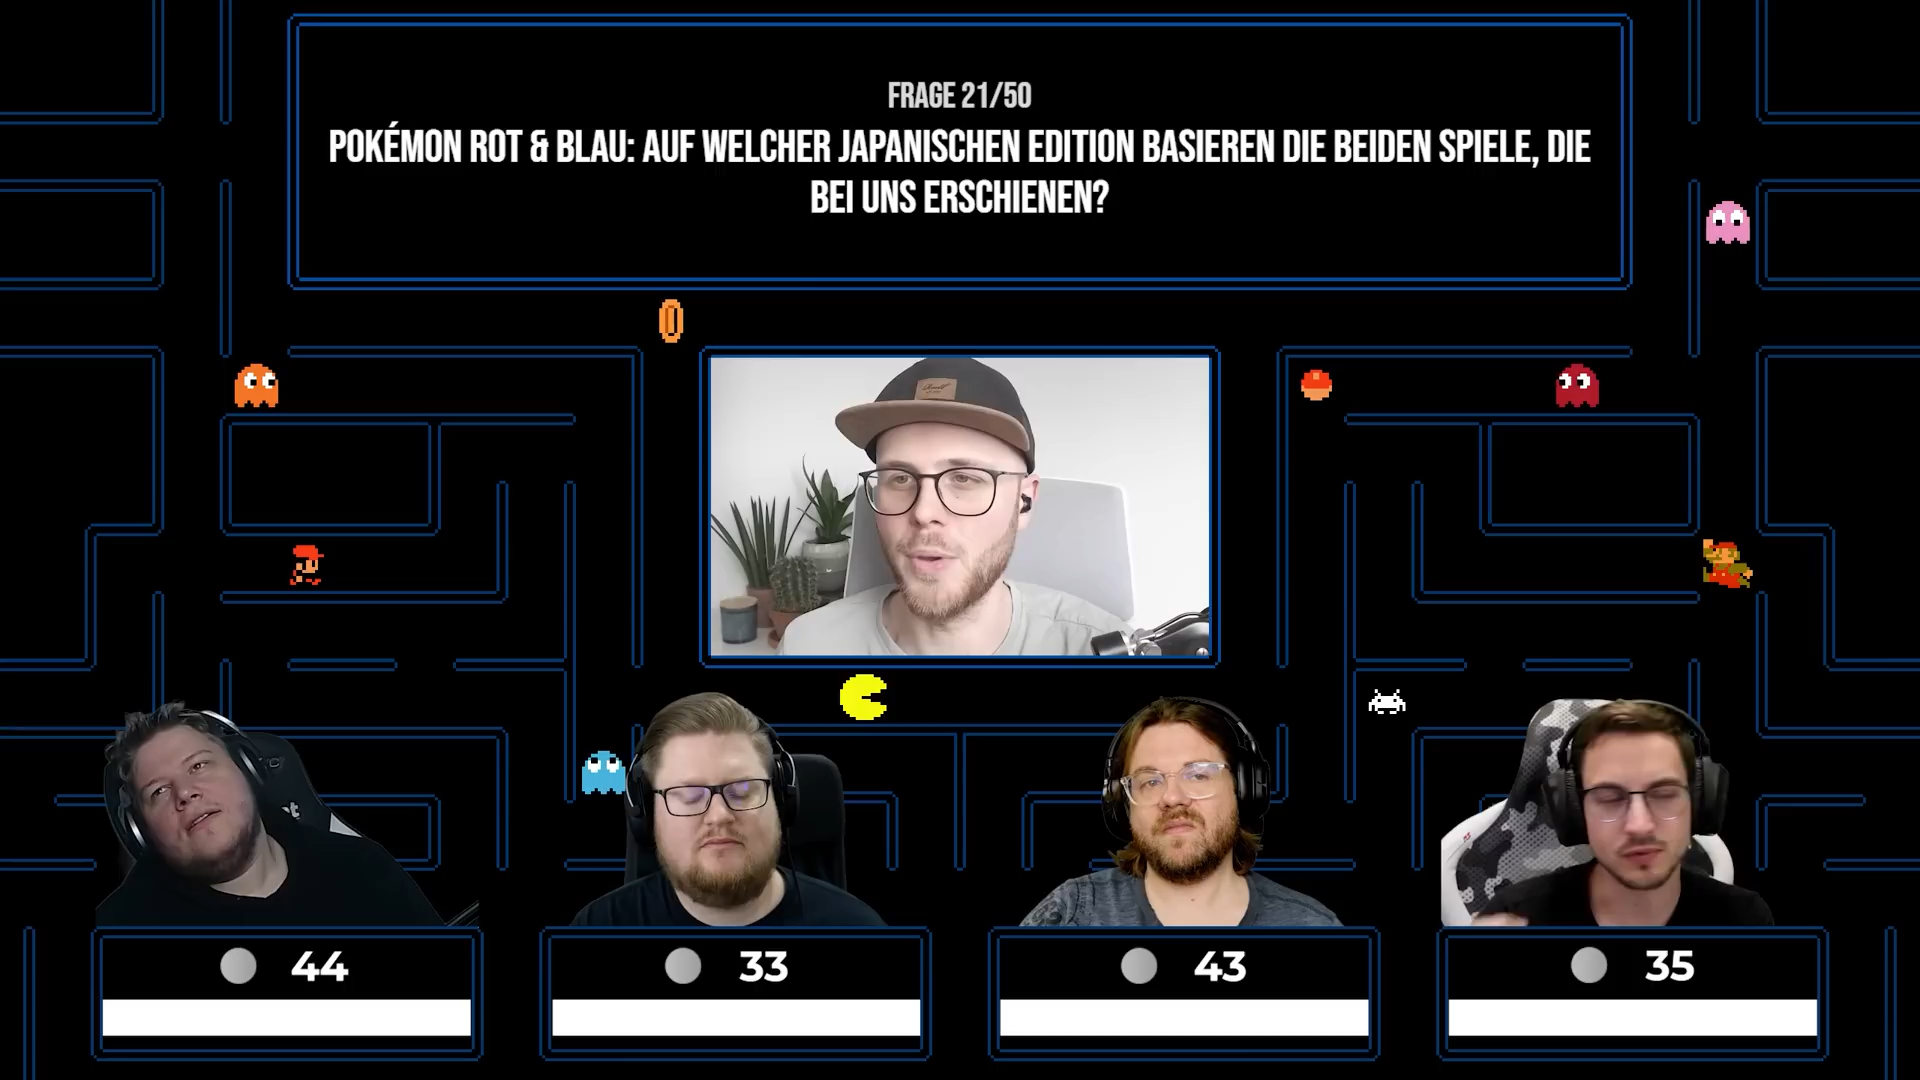 FRAGE 21/50
POKÉMON ROT & BLAU: AUF WELCHER JAPANISCHEN EDITION BASIEREN DIE BEIDEN SPIELE, DIE
BEI UNS ERSCHIENEN?
44
33
43
35